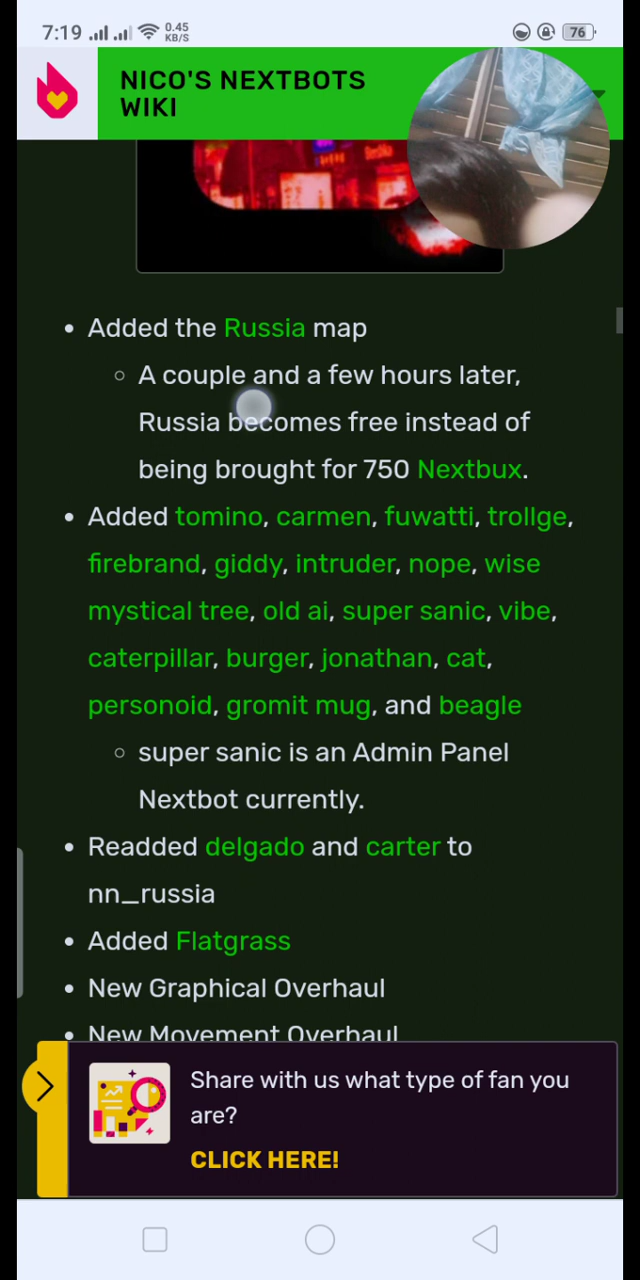 7:19
0.45
KB/S
76
NICO'S NEXTBOTS
WIKI
Added the Russia map
A couple and a few hours later,
Russia becomes free instead of
being brought for 750 Nextbux.
Added tomino, carmen, fuwatti, trollge,
firebrand, giddy, intruder, nope, wise
mystical tree, old ai, super sanic, vibe,
caterpillar, burger, jonathan, cat,
personoid, gromit mug, and beagle
super sanic is an Admin Panel
Nextbot currently.
Readded delgado and carter to
nn_russia
Added Flatgrass
New Graphical Overhaul
New Movement Overhaul
Share with us what type of fan you
are?
CLICK HERE!